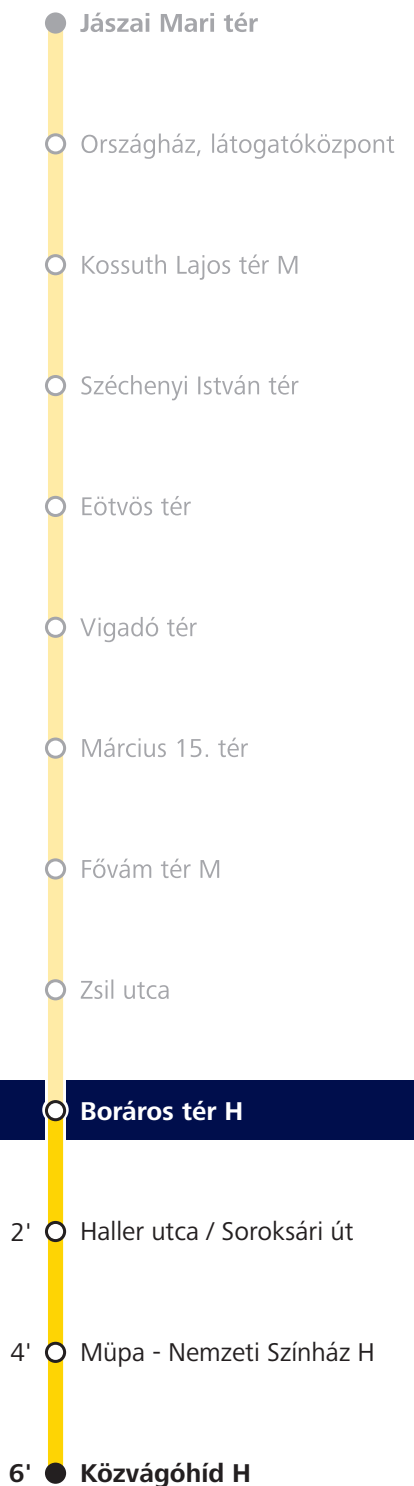 Jászai Mari tér
Országház, látogatóközpont
Kossuth Lajos tér M
Széchenyi István tér
Eötvös tér
Vigadó tér
Március 15. tér
Fővám tér M
Zsil utca
Boráros tér H
2' Haller utca / Soroksári út
4' Müpa - Nemzeti Színház H
6' Közvágóhíd H